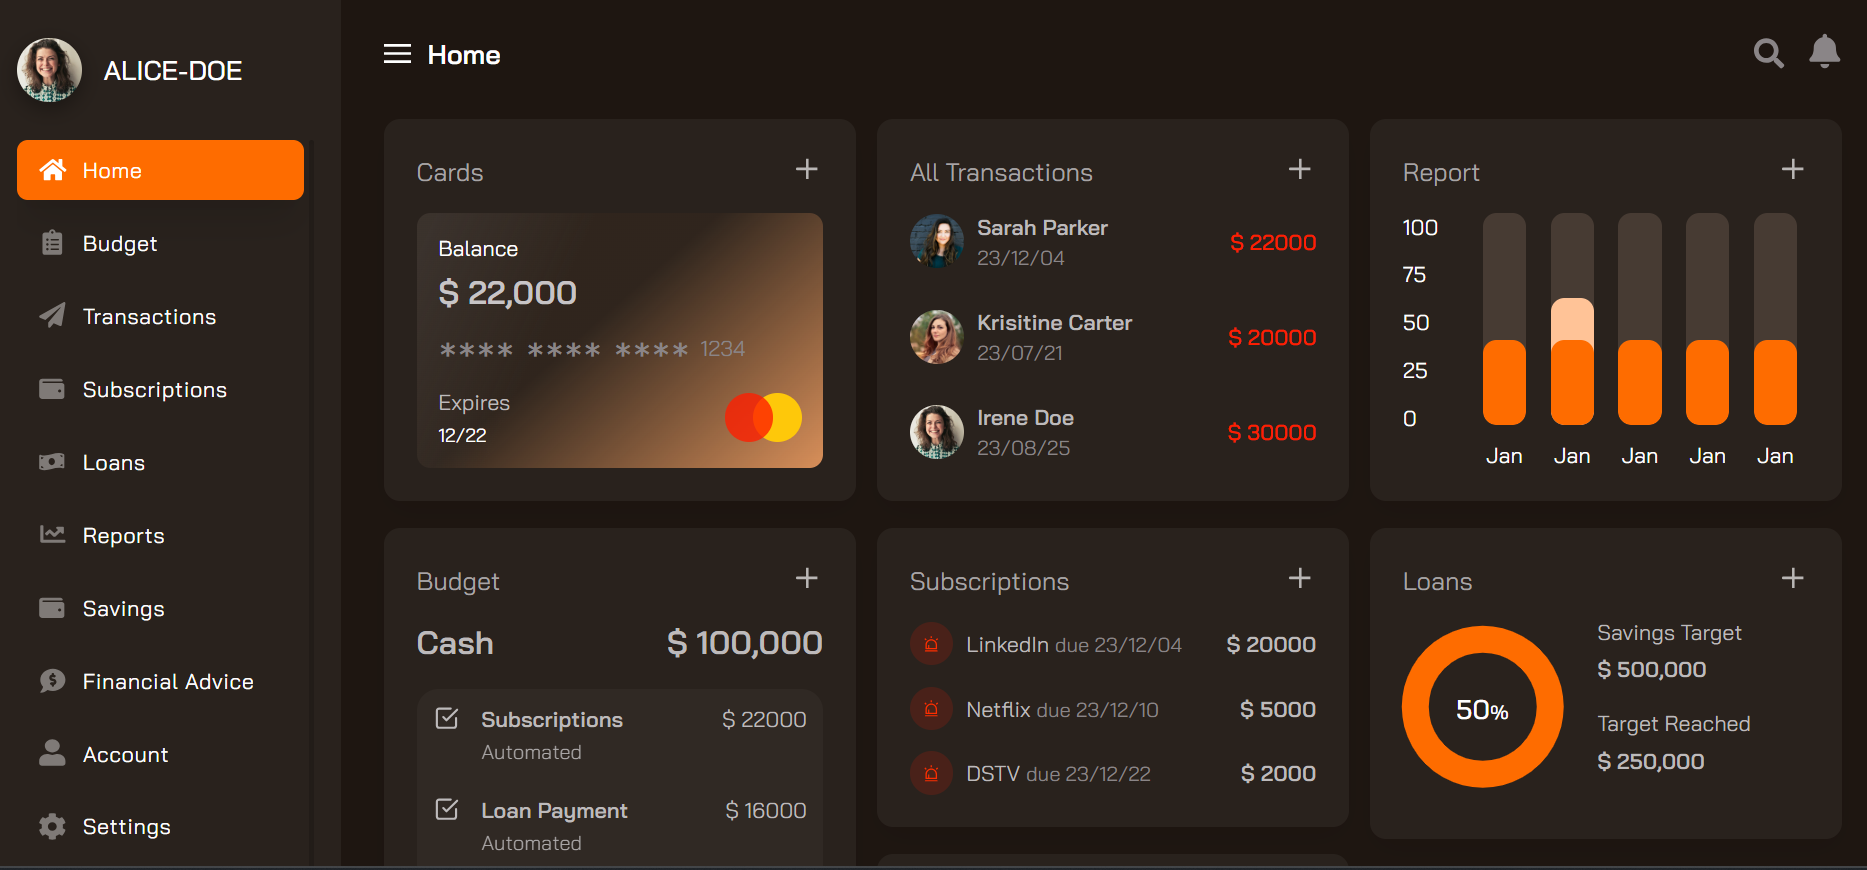 ALICE-DOE
Home
Budget
Transactions
Subscriptions
Loans
Reports
Savings
Financial Advice
Account
Settings
Home
Cards
Balance
$ 22,000
**** **** **** 1234
Expires
12/22
All Transactions
Sarah Parker
23/12/04
$ 22000
Krisitine Carter
23/07/21
$ 20000
Irene Doe
23/08/25
$ 30000
Report
100
75
50
25
0
Jan Jan Jan Jan Jan
Budget
Cash $ 100,000
Subscriptions $ 22000
Automated
Loan Payment $ 16000
Automated
Subscriptions
LinkedIn due 23/12/04 $ 20000
Netflix due 23/12/10 $ 5000
DSTV due 23/12/22 $ 2000
Loans
50%
Savings Target
$ 500,000
Target Reached
$ 250,000